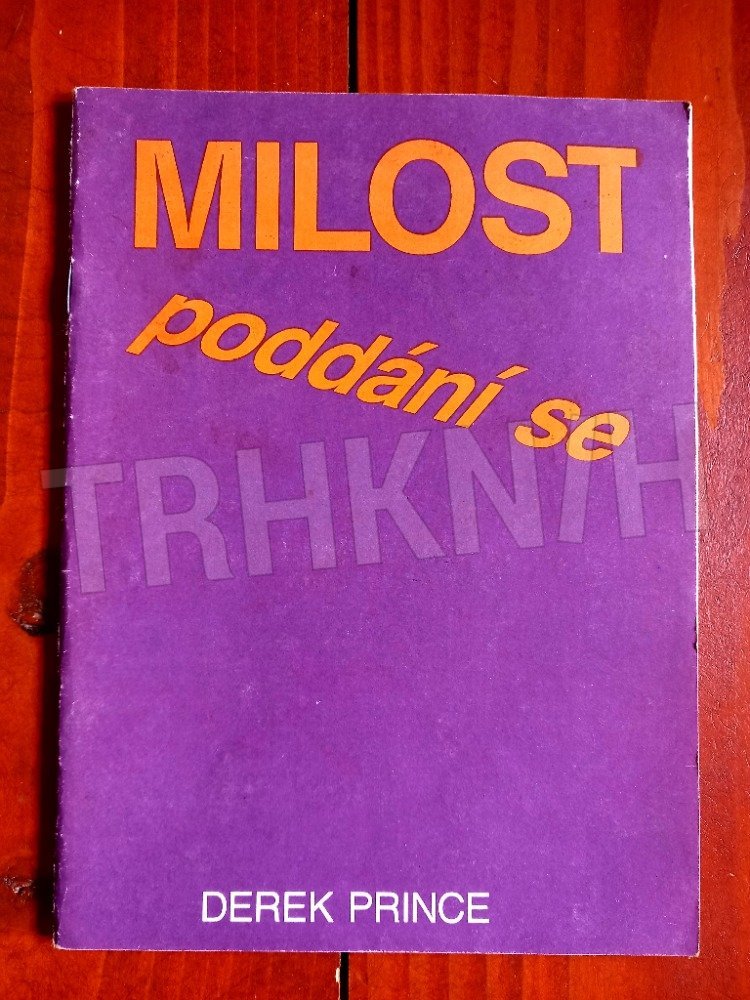 MILOST
poddání se
TRHKNIH
DEREK PRINCE